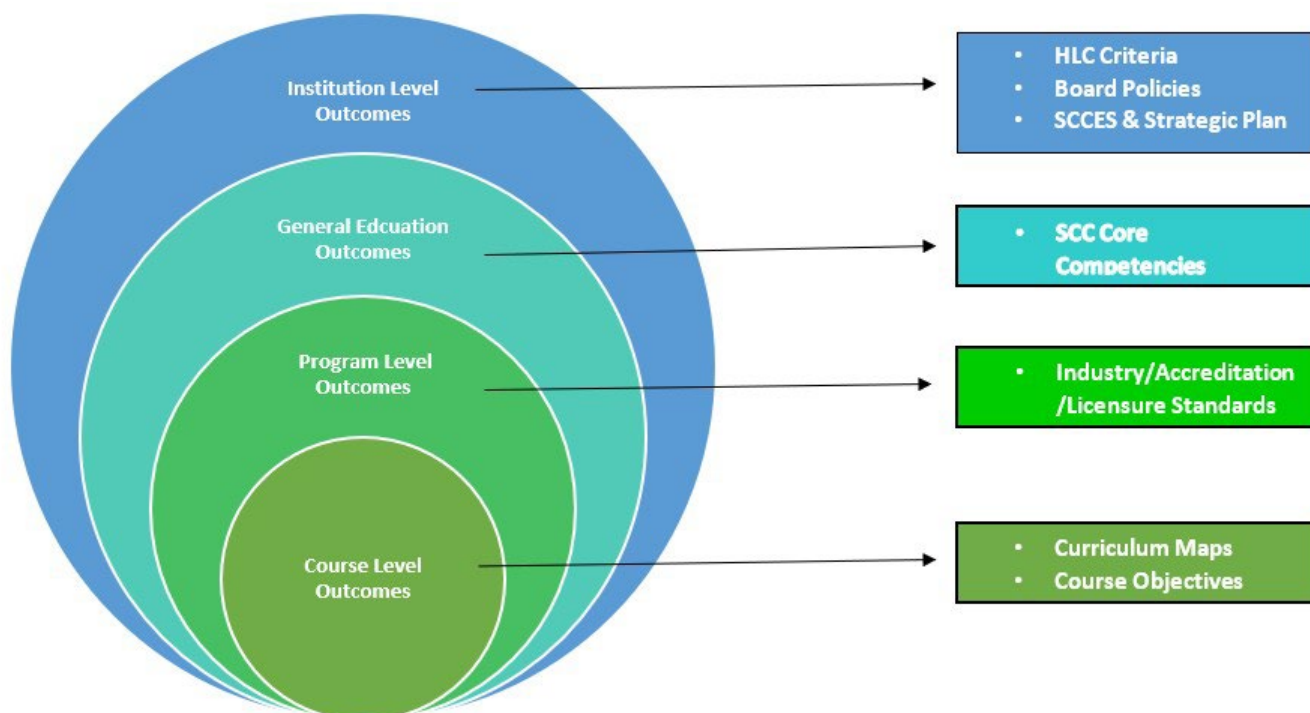 Institution Level
Outcomes
• HLC Criteria
• Board Policies
• SCCES & Strategic Plan
General Edcuation
Outcomes
• SCC Core
Competencies
Program Level
Outcomes
• Industry/Accreditation
/Licensure Standards
Course Level
Outcomes
• Curriculum Maps
• Course Objectives